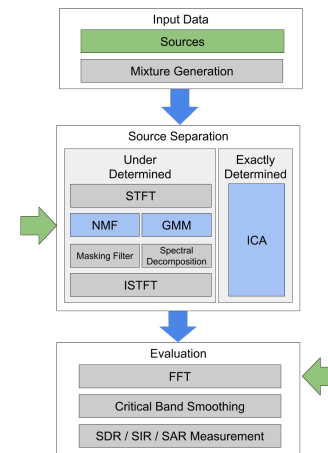 Input Data
Sources
Mixture Generation
Source Separation
Under
Determined
STFT
NMF
GMM
Masking Filter
Spectral
Decomposition
ISTFT
Exactly
Determined
ICA
Evaluation
FFT
Critical Band Smoothing
SDR / SIR / SAR Measurement